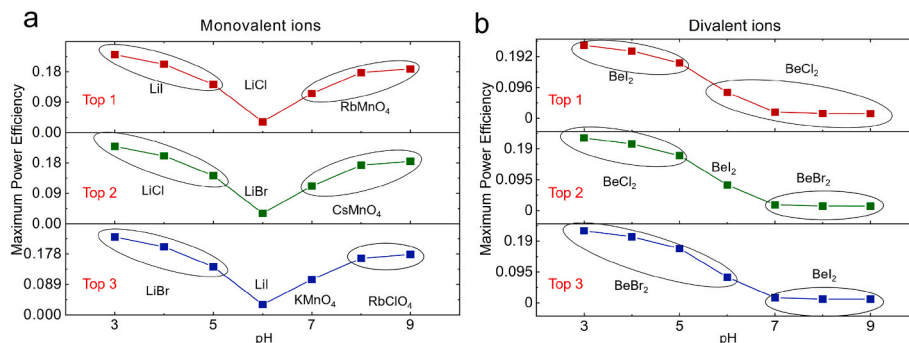 a
Monovalent ions
Maximum Power Efficiency
0.18
0.09
0.00
Top 1
LiI
LiCl
RbMnO₄
0.18
0.09
0.00
Top 2
LiCl
LiBr
CsMnO₄
0.178
0.089
0.000
Top 3
LiBr
LiI
KMnO₄
RbClO₄
3 5 7 9
pH
b
Divalent ions
Maximum Power Efficiency
0.192
0.096
0
Top 1
BeI₂
BeCl₂
0.19
0.095
0
Top 2
BeCl₂
BeI₂
BeBr₂
0.19
0.095
0
Top 3
BeBr₂
BeI₂
3 5 7 9
pH